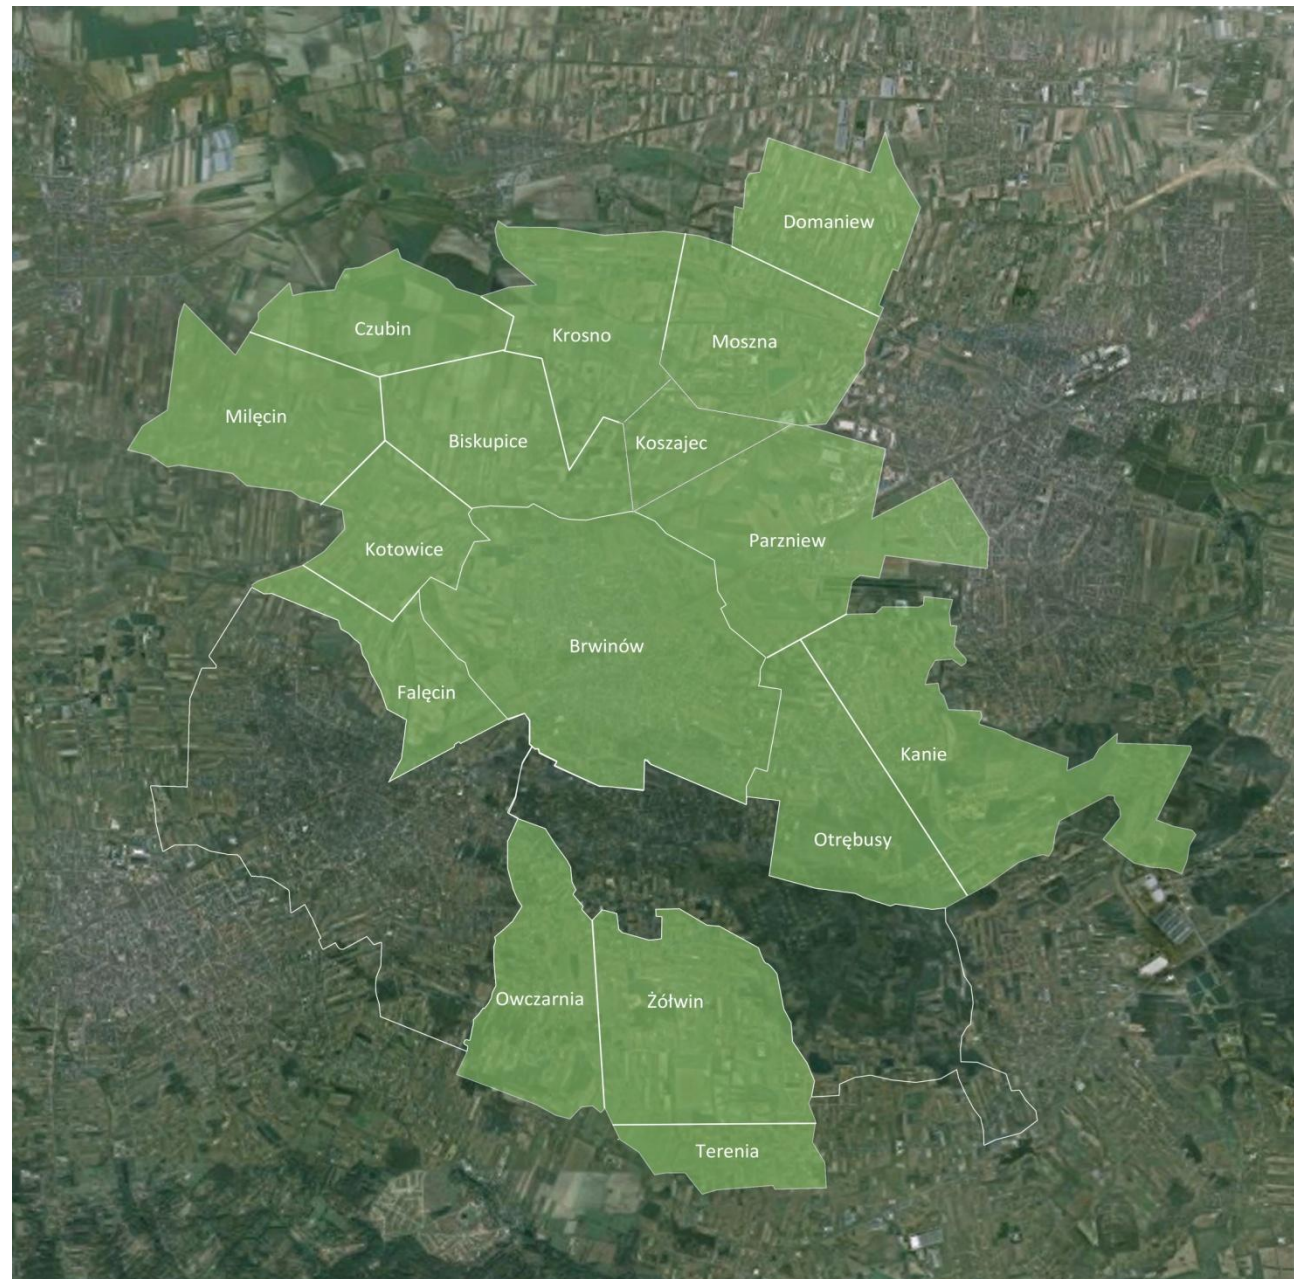 Domaniew
Czubin
Krosno
Moszna
Milęcin
Biskupice
Koszajec
Kotowice
Parzniew
Brwinów
Falęcin
Kanie
Otrębusy
Owczarnia
Żółwin
Terenia